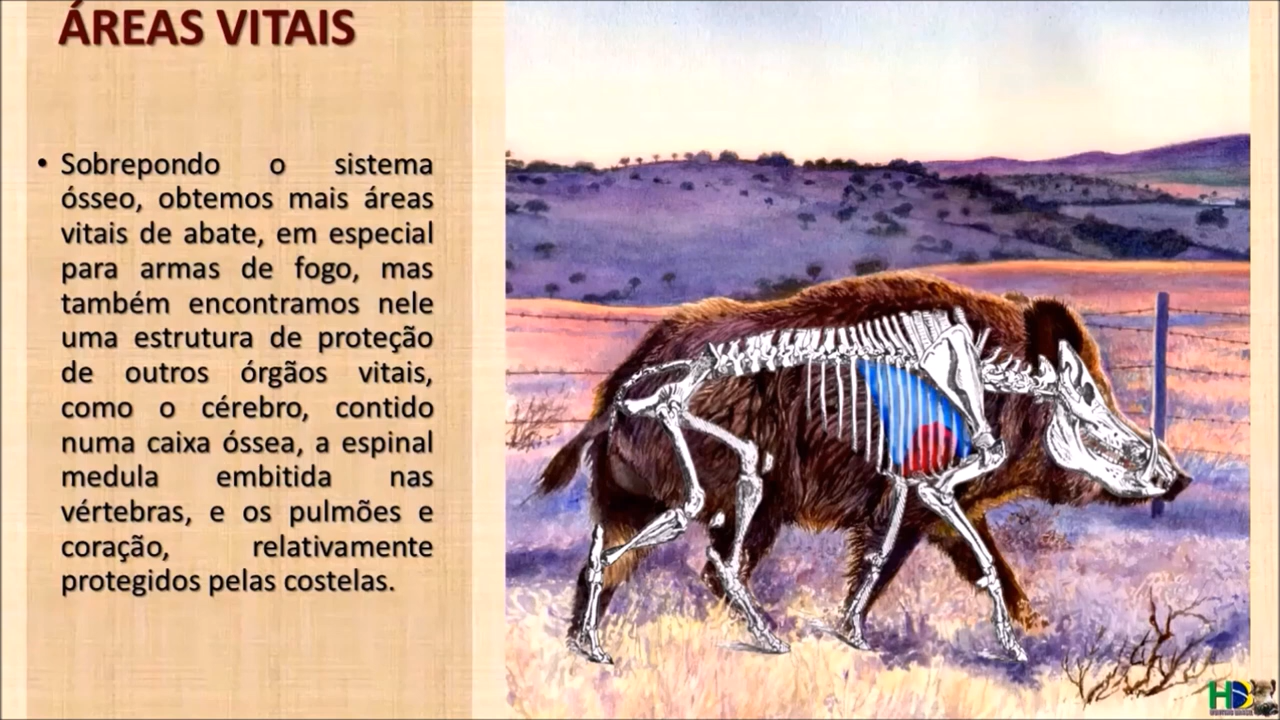 ÁREAS VITAIS
• Sobrepondo o sistema
ósseo, obtemos mais áreas
vitais de abate, em especial
para armas de fogo, mas
também encontramos nele
uma estrutura de proteção
de outros órgãos vitais,
como o cérebro, contido
numa caixa óssea, a espinal
medula embitida nas
vértebras, e os pulmões e
coração, relativamente
protegidos pelas costelas.